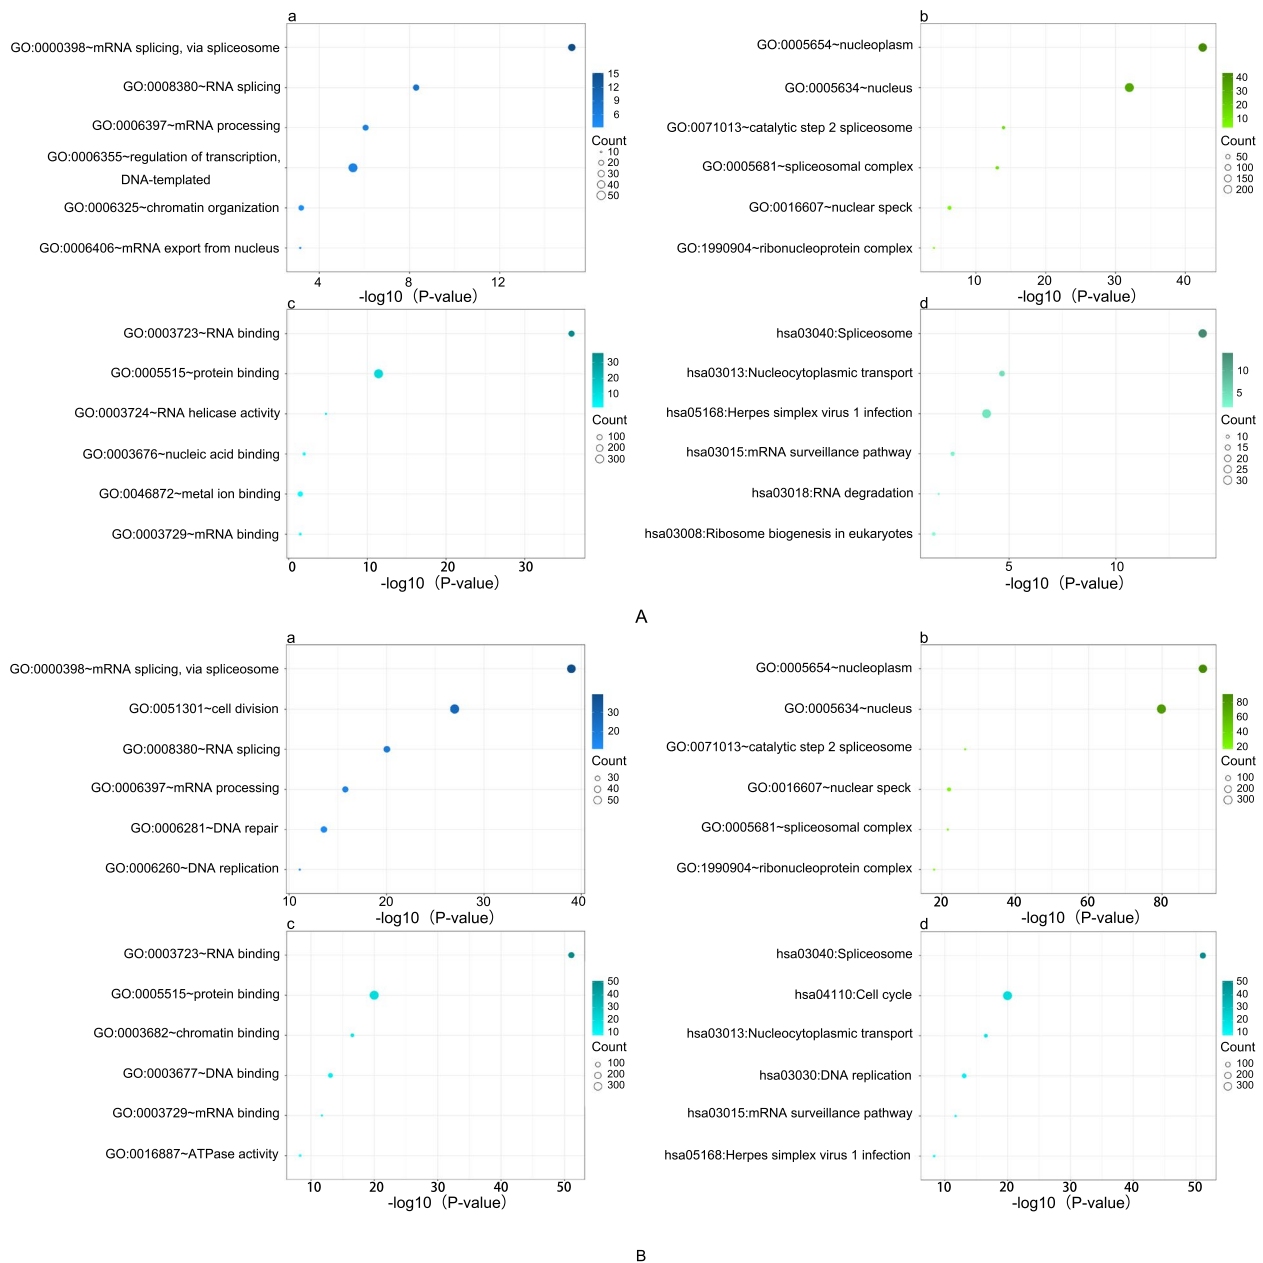 a
GO:0000398~mRNA splicing, via spliceosome
GO:0008380~RNA splicing
GO:0006397~mRNA processing
GO:0006355~regulation of transcription,
DNA-templated
GO:0006325~chromatin organization
GO:0006406~mRNA export from nucleus
4 8 12
-log10（P-value）
15
12
9
6
Count
10
20
30
40
50
b
GO:0005654~nucleoplasm
GO:0005634~nucleus
GO:0071013~catalytic step 2 spliceosome
GO:0005681~spliceosomal complex
GO:0016607~nuclear speck
GO:1990904~ribonucleoprotein complex
10 20 30 40
-log10（P-value）
40
30
20
10
Count
50
100
150
200
c
GO:0003723~RNA binding
GO:0005515~protein binding
GO:0003724~RNA helicase activity
GO:0003676~nucleic acid binding
GO:0046872~metal ion binding
GO:0003729~mRNA binding
0 10 20 30
-log10（P-value）
30
20
10
Count
100
200
300
d
hsa03040:Spliceosome
hsa03013:Nucleocytoplasmic transport
hsa05168:Herpes simplex virus 1 infection
hsa03015:mRNA surveillance pathway
hsa03018:RNA degradation
hsa03008:Ribosome biogenesis in eukaryotes
5 10
-log10（P-value）
10
5
Count
10
15
20
25
30
A
a
GO:0000398~mRNA splicing, via spliceosome
GO:0051301~cell division
GO:0008380~RNA splicing
GO:0006397~mRNA processing
GO:0006281~DNA repair
GO:0006260~DNA replication
10 20 30 40
-log10（P-value）
30
20
Count
30
40
50
b
GO:0005654~nucleoplasm
GO:0005634~nucleus
GO:0071013~catalytic step 2 spliceosome
GO:0016607~nuclear speck
GO:0005681~spliceosomal complex
GO:1990904~ribonucleoprotein complex
20 40 60 80
-log10（P-value）
80
60
40
20
Count
100
200
300
c
GO:0003723~RNA binding
GO:0005515~protein binding
GO:0003682~chromatin binding
GO:0003677~DNA binding
GO:0003729~mRNA binding
GO:0016887~ATPase activity
10 20 30 40 50
-log10（P-value）
50
40
30
20
10
Count
100
200
300
d
hsa03040:Spliceosome
hsa04110:Cell cycle
hsa03013:Nucleocytoplasmic transport
hsa03030:DNA replication
hsa03015:mRNA surveillance pathway
hsa05168:Herpes simplex virus 1 infection
10 20 30 40 50
-log10（P-value）
50
40
30
20
10
Count
100
200
300
B